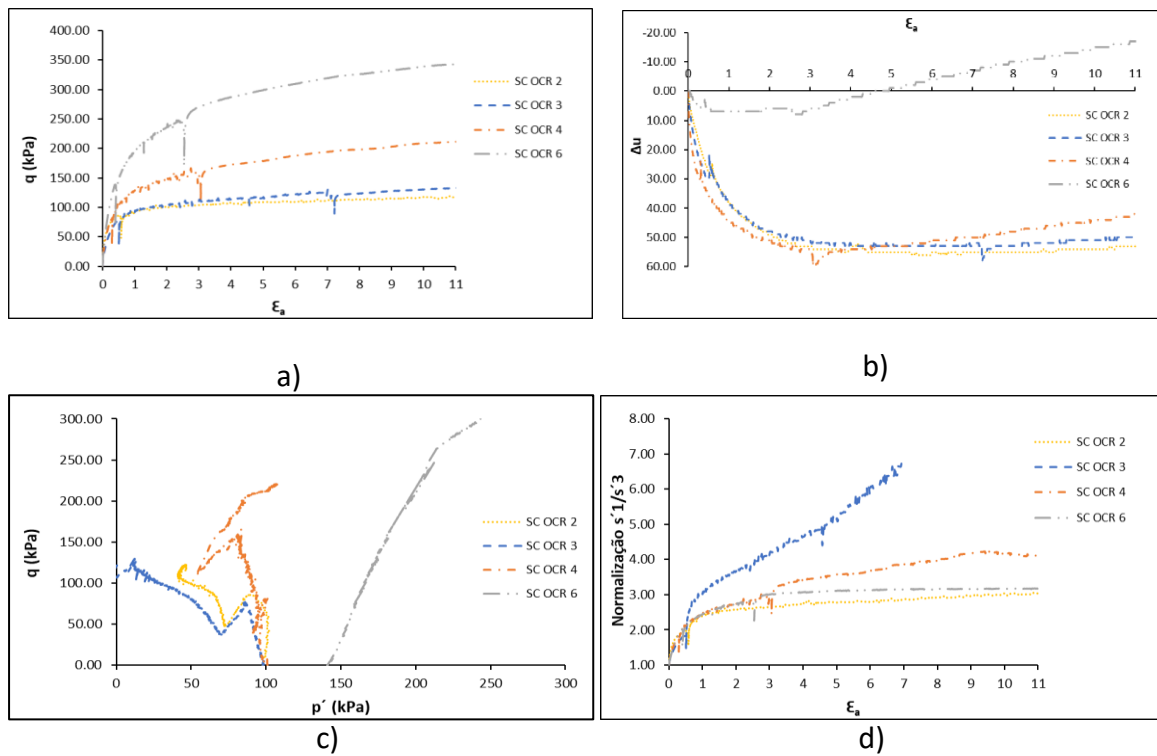 400.00
350.00
300.00
250.00
200.00
150.00
100.00
50.00
0.00
q (kPa)
0 1 2 3 4 5 6 7 8 9 10 11
Ɛa
SC OCR 2
SC OCR 3
SC OCR 4
SC OCR 6
a)
Ɛa
-20.00
-10.00
0.00
10.00
20.00
30.00
40.00
50.00
60.00
Δu
0 1 2 3 4 5 6 7 8 9 10 11
SC OCR 2
SC OCR 3
SC OCR 4
SC OCR 6
b)
300.00
250.00
200.00
150.00
100.00
50.00
0.00
q (kPa)
0 50 100 150 200 250 300
p´ (kPa)
SC OCR 2
SC OCR 3
SC OCR 4
SC OCR 6
c)
8.00
7.00
6.00
5.00
4.00
3.00
2.00
1.00
Normalização s´1/s´3
0 1 2 3 4 5 6 7 8 9 10 11
Ɛa
SC OCR 2
SC OCR 3
SC OCR 4
SC OCR 6
d)